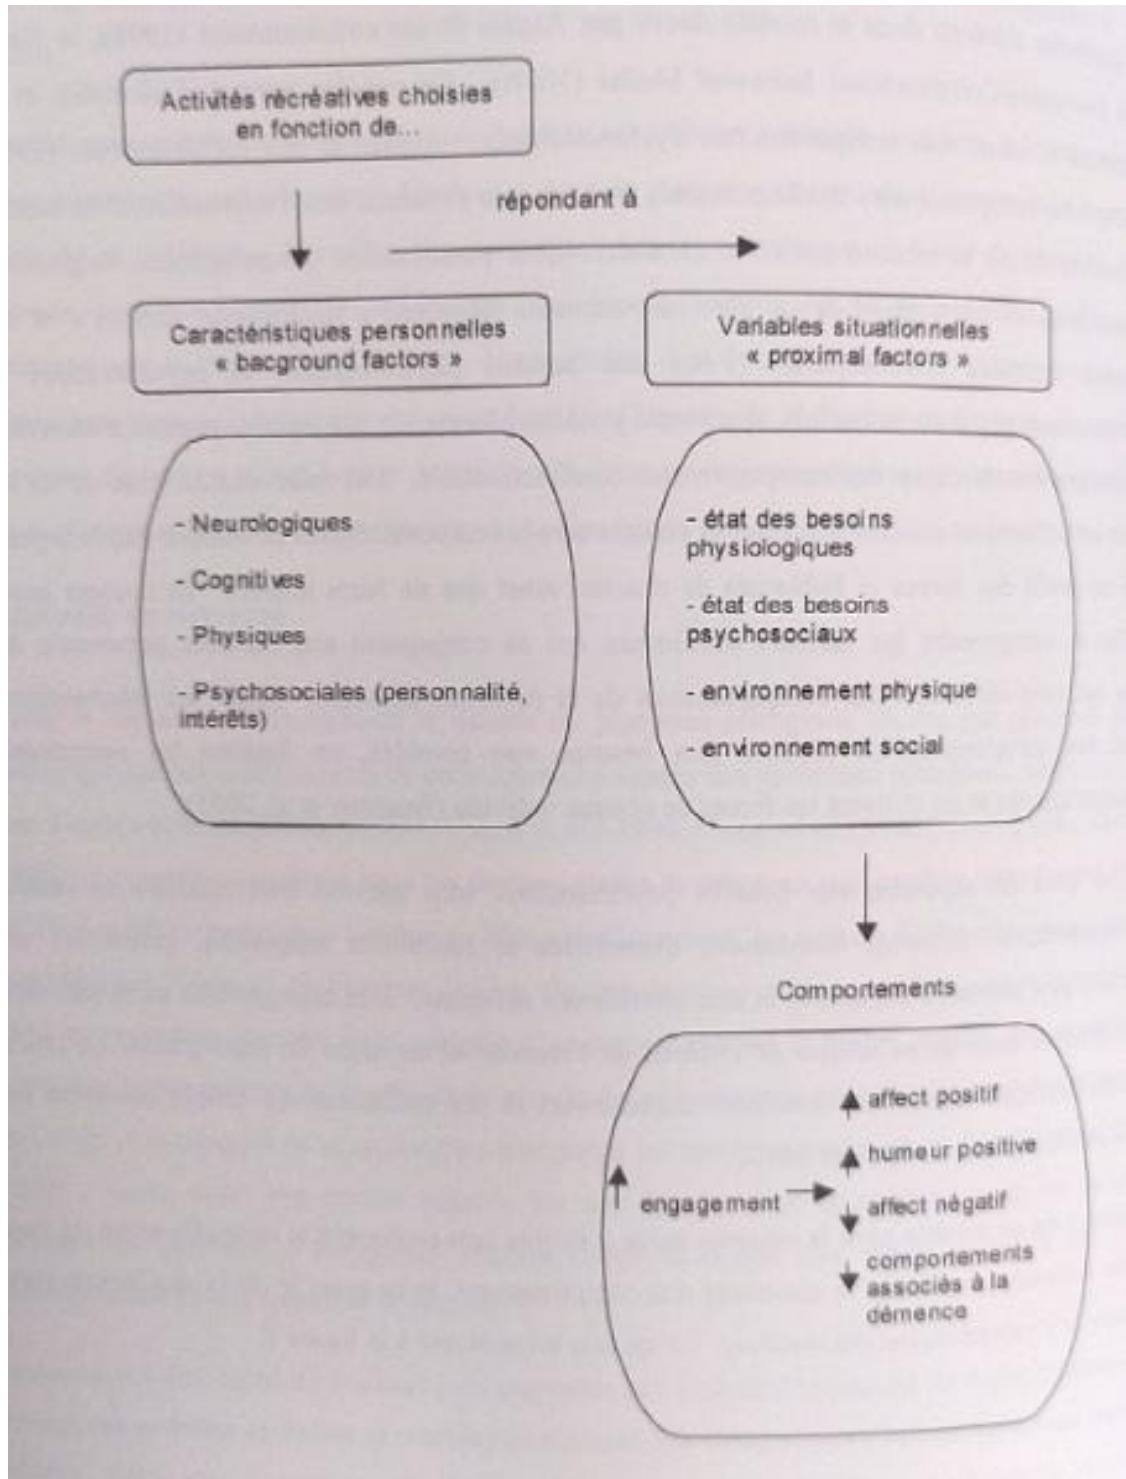 Activités récréatives choisies
en fonction de...
répondant à
Caractéristiques personnelles
« bacground factors »
Variables situationnelles
« proximal factors »
- Neurologiques
- Cognitives
- Physiques
- Psychosociales (personnalité,
intérêts)
- état des besoins
physiologiques
- état des besoins
psychosociaux
- environnement physique
- environnement social
Comportements
engagement
affect positif
humeur positive
affect négatif
comportements
associés à la
démence